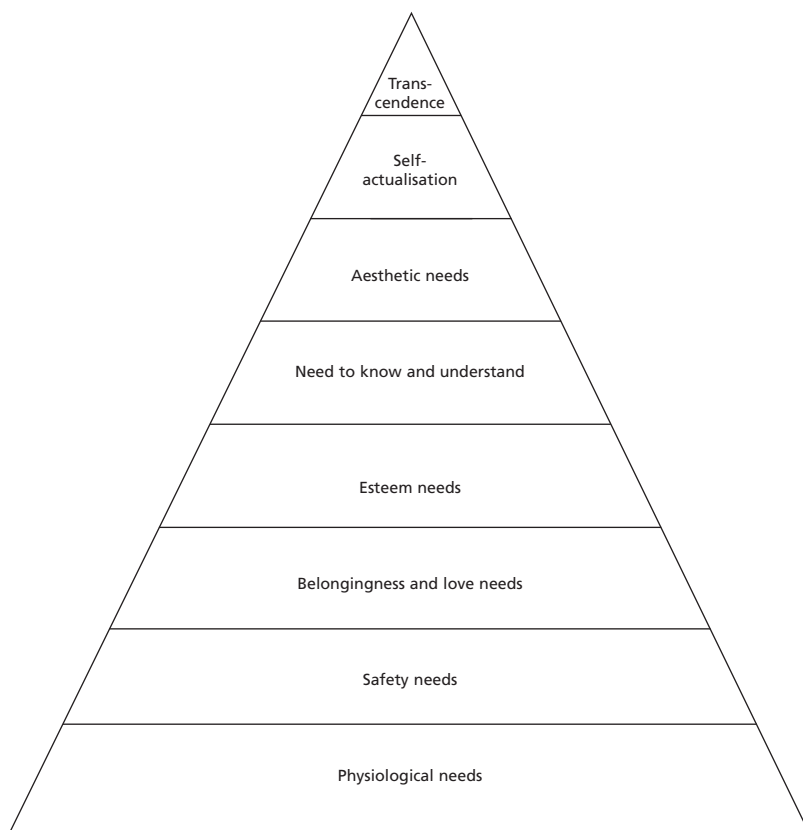 Trans-
cendence
Self-
actualisation
Aesthetic needs
Need to know and understand
Esteem needs
Belongingness and love needs
Safety needs
Physiological needs